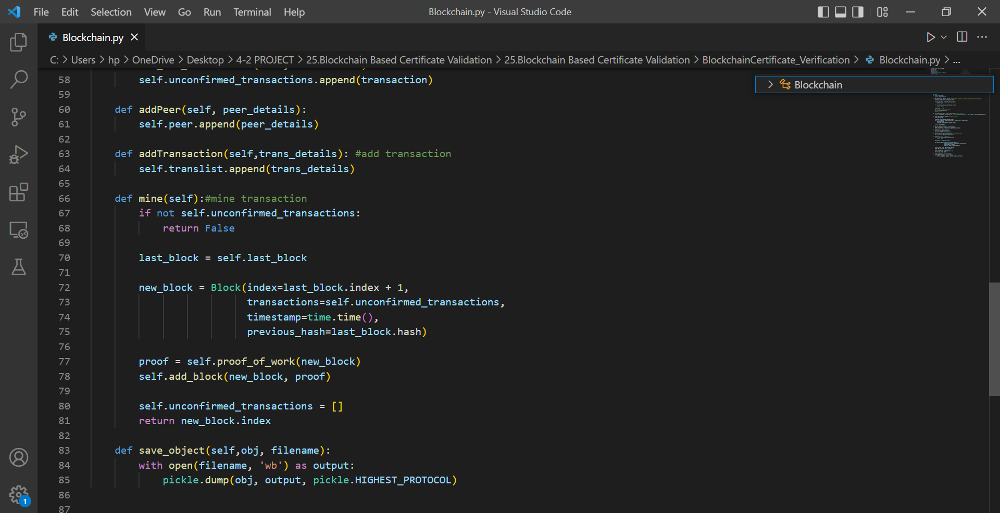 File Edit Selection View Go Run Terminal Help Blockchain.py - Visual Studio Code
Blockchain.py
C: > Users > hp > OneDrive > Desktop > 4-2 PROJECT > 25.Blockchain Based Certificate Validation > 25.Blockchain Based Certificate Validation > BlockchainCertificate_Verification > Blockchain.py > ...
Blockchain
58 self.unconfirmed_transactions.append(transaction)
59
60 def addPeer(self, peer_details):
61 self.peer.append(peer_details)
62
63 def addTransaction(self,trans_details): #add transaction
64 self.translist.append(trans_details)
65
66 def mine(self):#mine transaction
67 if not self.unconfirmed_transactions:
68 return False
69
70 last_block = self.last_block
71
72 new_block = Block(index=last_block.index + 1,
73 transactions=self.unconfirmed_transactions,
74 timestamp=time.time(),
75 previous_hash=last_block.hash)
76
77 proof = self.proof_of_work(new_block)
78 self.add_block(new_block, proof)
79
80 self.unconfirmed_transactions = []
81 return new_block.index
82
83 def save_object(self,obj, filename):
84 with open(filename, 'wb') as output:
85 pickle.dump(obj, output, pickle.HIGHEST_PROTOCOL)
86
87
1